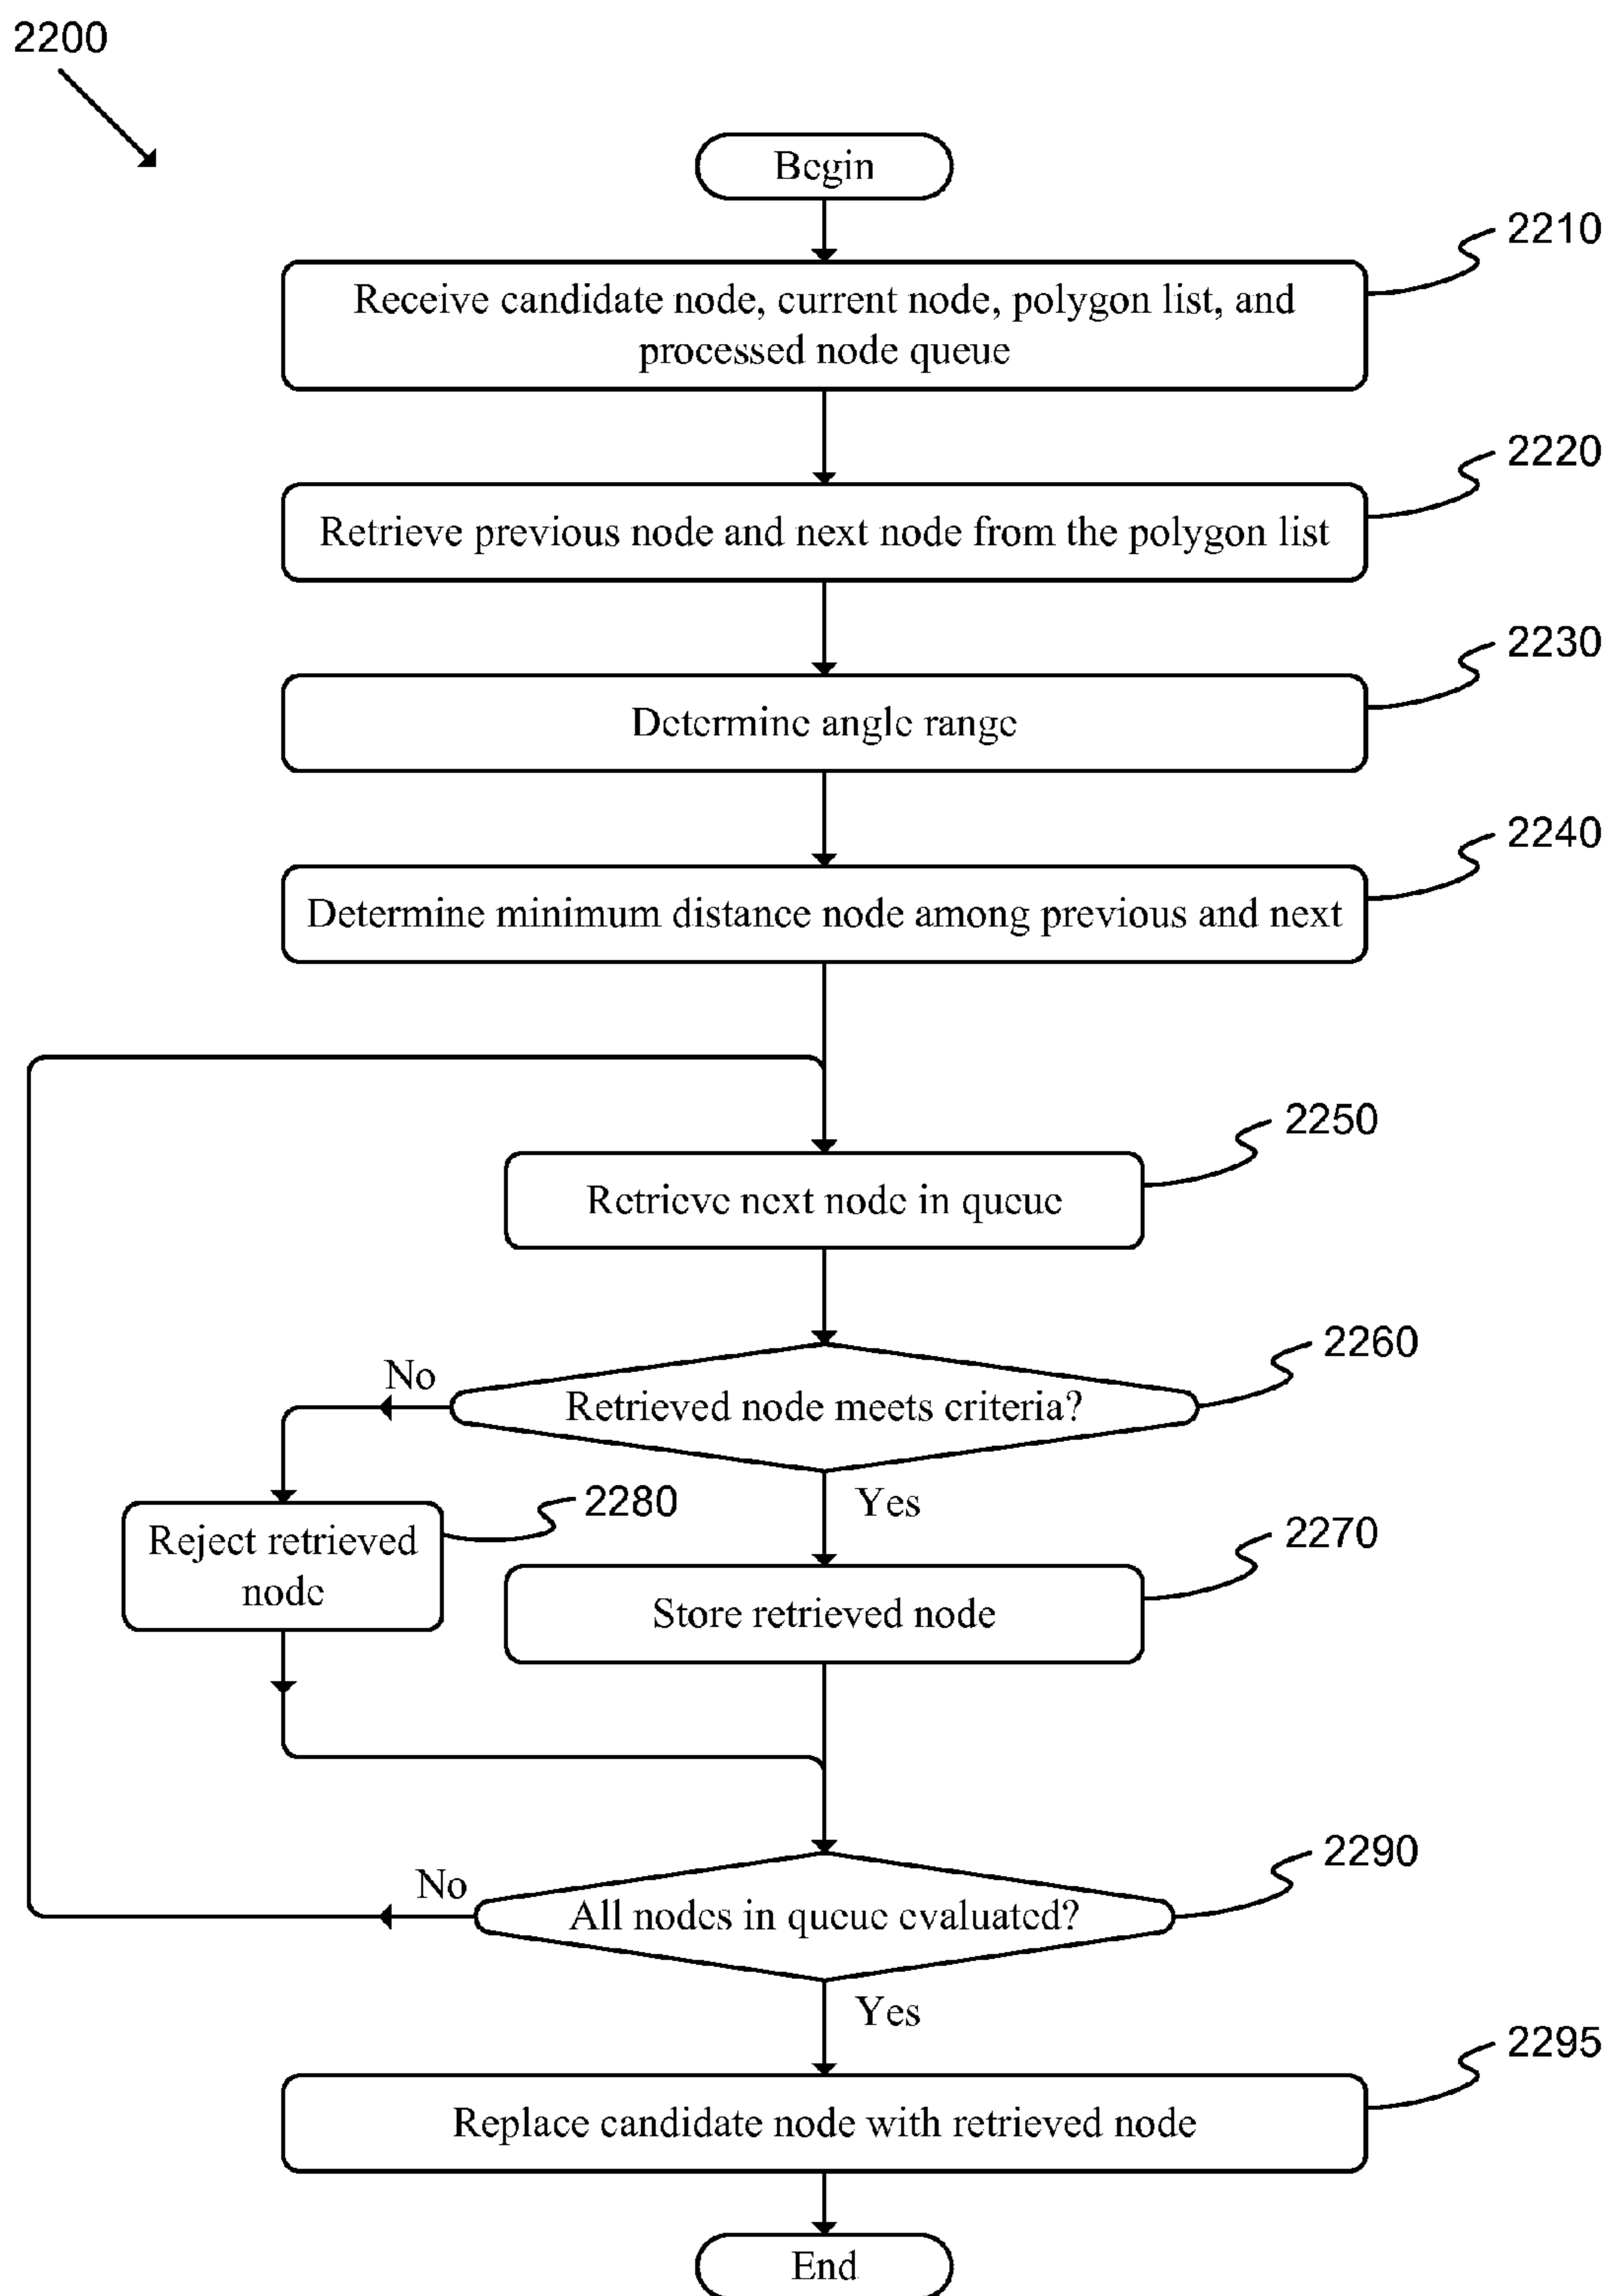 2200
Begin
2210
Receive candidate node, current node, polygon list, and
processed node queue
2220
Retrieve previous node and next node from the polygon list
2230
Determine angle range
2240
Determine minimum distance node among previous and next
2250
Retrieve next node in queue
2260
No
Retrieved node meets criteria?
Yes
2280
Reject retrieved
node
2270
Store retrieved node
2290
No
All nodes in queue evaluated?
Yes
2295
Replace candidate node with retrieved node
End